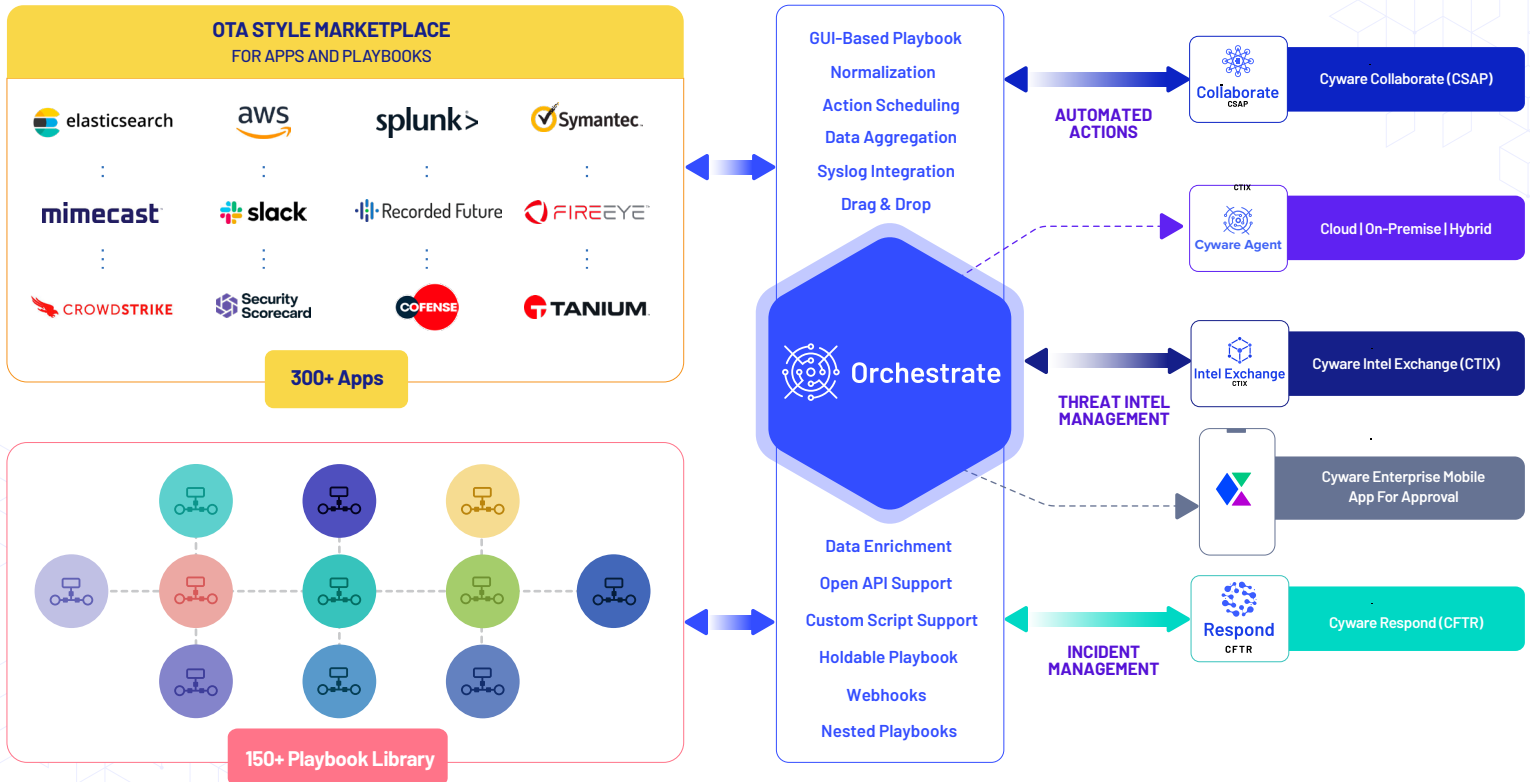 OTA STYLE MARKETPLACE
FOR APPS AND PLAYBOOKS
elasticsearch
aws
splunk>
Symantec.
mimecast™
slack
Recorded Future
FIREEYE™
CROWDSTRIKE
Security
Scorecard
COFENSE
TANIUM.
300+ Apps
150+ Playbook Library
GUI-Based Playbook
Normalization
Action Scheduling
Data Aggregation
Syslog Integration
Drag & Drop
Orchestrate
Data Enrichment
Open API Support
Custom Script Support
Holdable Playbook
Webhooks
Nested Playbooks
AUTOMATED
ACTIONS
Collaborate
CSAP
Cyware Collaborate (CSAP)
CTIX
Cyware Agent
Cloud | On-Premise | Hybrid
THREAT INTEL
MANAGEMENT
Intel Exchange
CTIX
Cyware Intel Exchange (CTIX)
Cyware Enterprise Mobile
App For Approval
INCIDENT
MANAGEMENT
Respond
CFTR
Cyware Respond (CFTR)